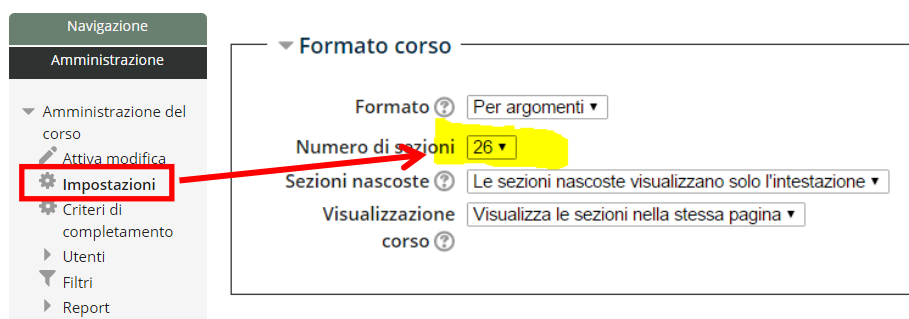 Navigazione
Amministrazione
Amministrazione del
corso
Attiva modifica
Impostazioni
Criteri di
completamento
Utenti
Filtri
Report
Formato corso
Formato ? Per argomenti
Numero di sezioni 26
Sezioni nascoste ? Le sezioni nascoste visualizzano solo l'intestazione
Visualizzazione Visualizza le sezioni nella stessa pagina
corso ?